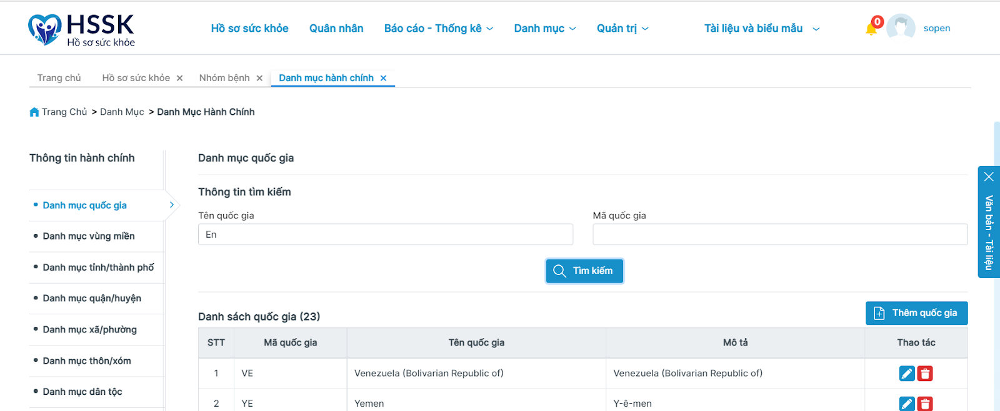 HSSK
Hồ sơ sức khỏe
Hồ sơ sức khỏe Quân nhân Báo cáo - Thống kê Danh mục Quản trị Tài liệu và biểu mẫu 0 sopen
Trang chủ Hồ sơ sức khỏe Nhóm bệnh Danh mục hành chính
Trang Chủ > Danh Mục > Danh Mục Hành Chính
Thông tin hành chính
Danh mục quốc gia
Danh mục vùng miền
Danh mục tỉnh/thành phố
Danh mục quận/huyện
Danh mục xã/phường
Danh mục thôn/xóm
Danh mục dân tộc
Danh mục quốc gia
Thông tin tìm kiếm
Tên quốc gia Mã quốc gia
En
Tìm kiếm
Danh sách quốc gia (23) Thêm quốc gia
STT Mã quốc gia Tên quốc gia Mô tả Thao tác
1 VE Venezuela (Bolivarian Republic of) Venezuela (Bolivarian Republic of)
2 YE Yemen Y-ê-men
Văn bản - Tài liệu